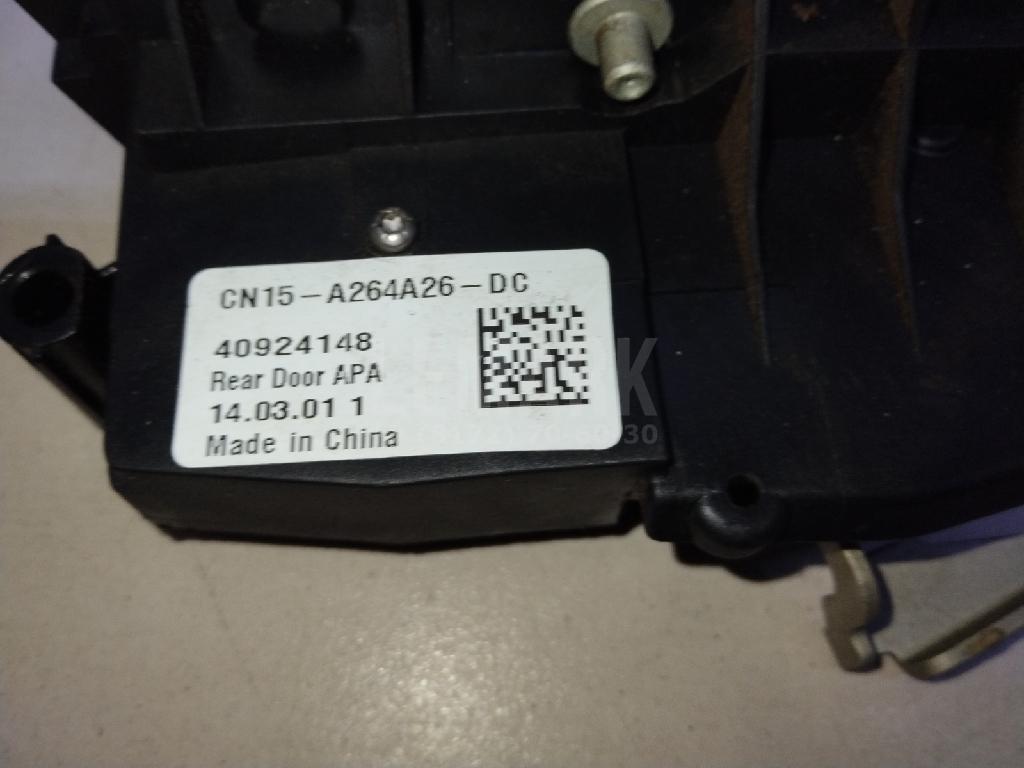 CN15-A264A26-DC
40924148
Rear Door APA
14.03.01 1
Made in China